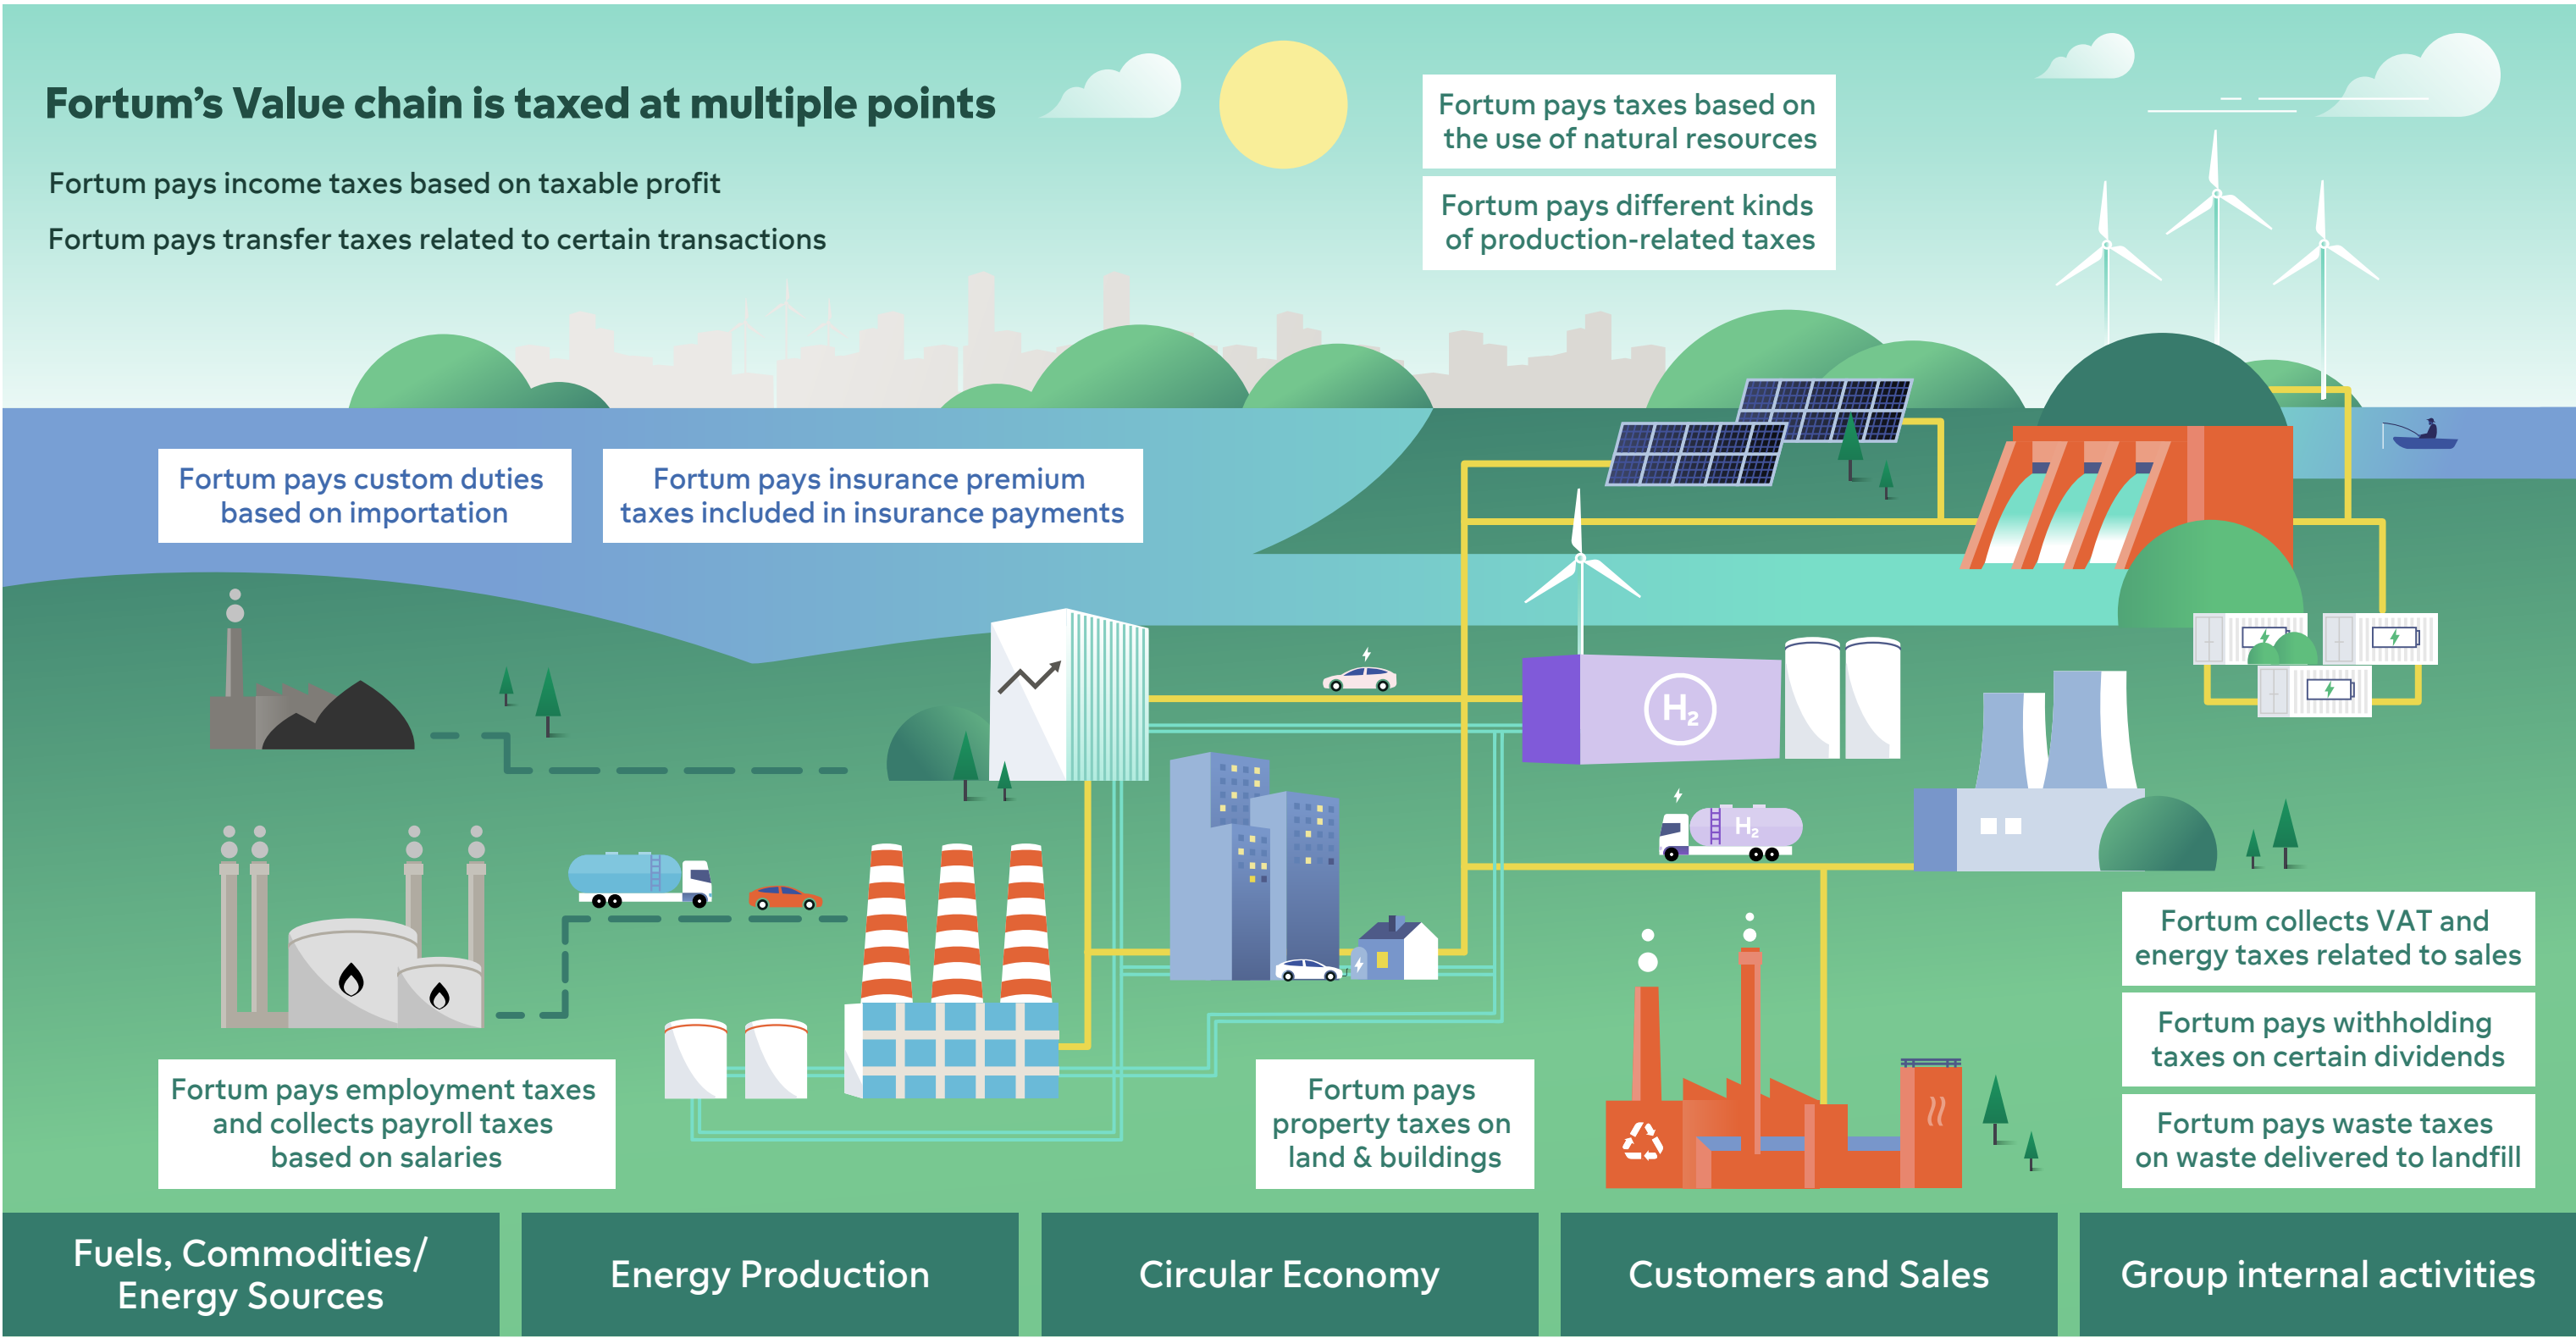 Fortum's Value chain is taxed at multiple points
Fortum pays income taxes based on taxable profit
Fortum pays transfer taxes related to certain transactions
Fortum pays taxes based on
the use of natural resources
Fortum pays different kinds
of production-related taxes
Fortum pays custom duties
based on importation
Fortum pays insurance premium
taxes included in insurance payments
H₂
H₂
Fortum collects VAT and
energy taxes related to sales
Fortum pays withholding
taxes on certain dividends
Fortum pays waste taxes
on waste delivered to landfill
Fortum pays employment taxes
and collects payroll taxes
based on salaries
Fortum pays
property taxes on
land & buildings
Fuels, Commodities/
Energy Sources
Energy Production
Circular Economy
Customers and Sales
Group internal activities